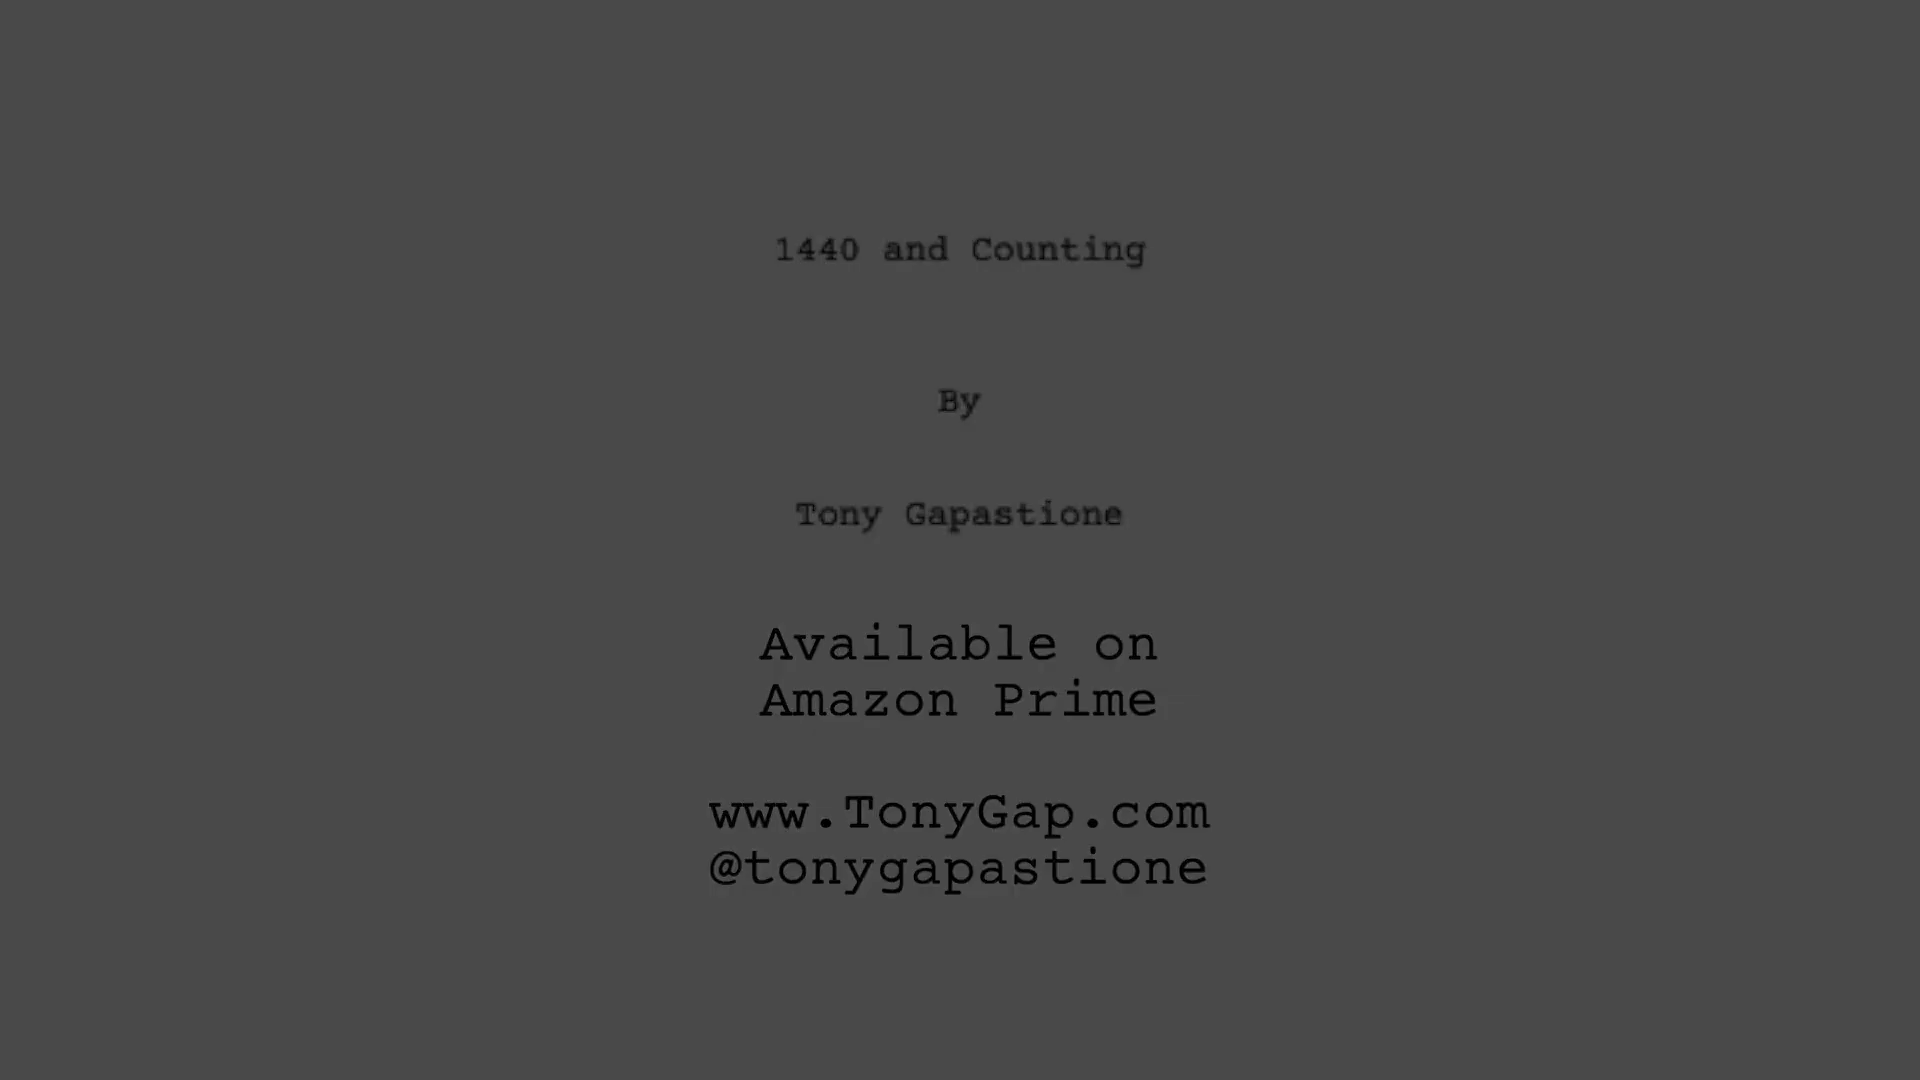 1440 and Counting
By
Tony Gapastione
Available on
Amazon Prime
www.TonyGap.com
@tonygapastione